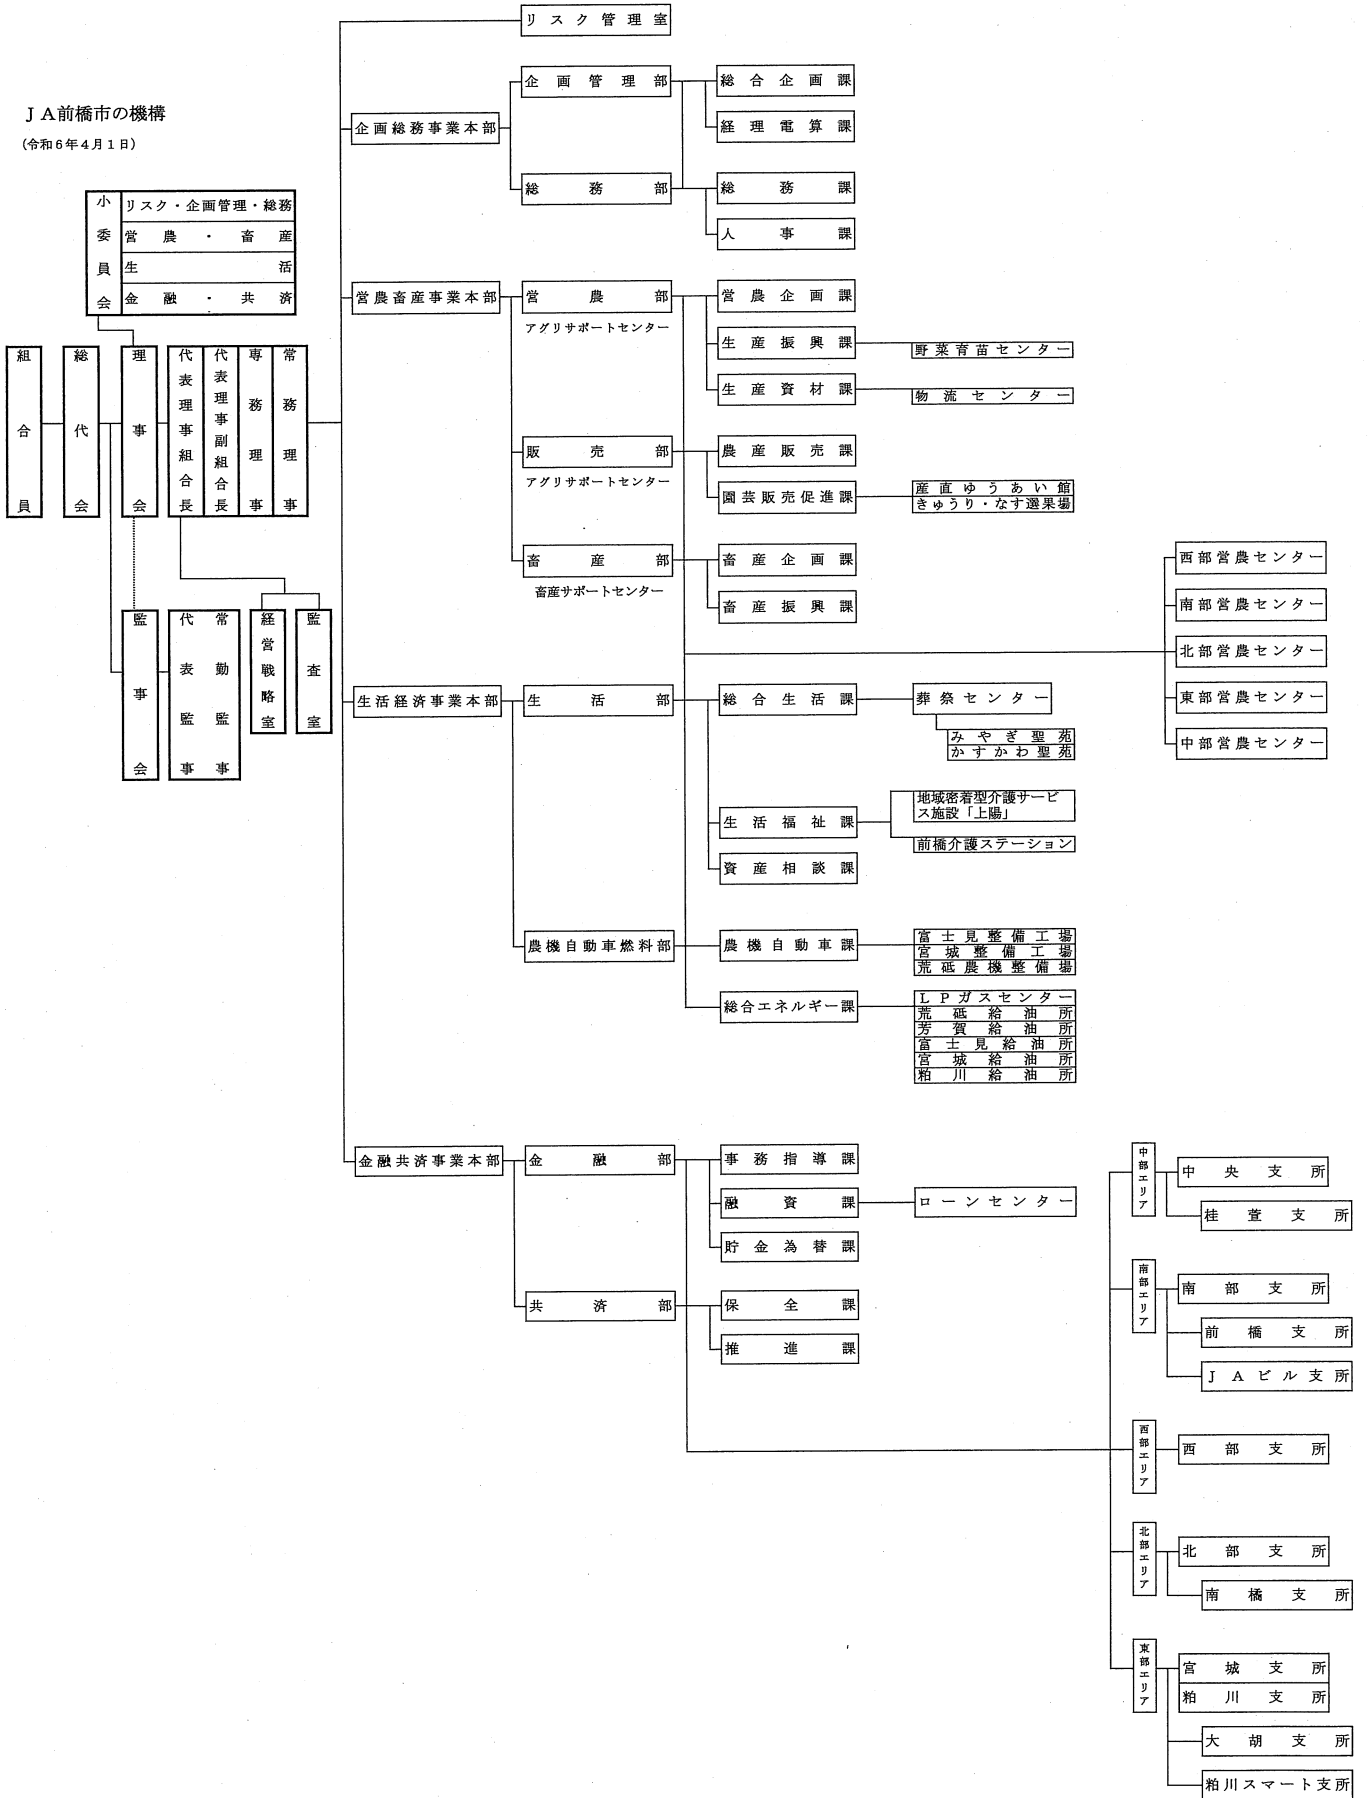 ＪＡ前橋市の機構
(令和６年４月１日)
小委員会
リスク・企画管理・総務
営農・畜産
生活
金融・共済
組合員
総代会
理事会
代表理事組合長
代表理事副組合長
専務理事
常務理事
監事会
代表監事
常勤監事
経営戦略室
監査室
リスク管理室
企画総務事業本部
企画管理部
総合企画課
経理電算課
総務部
総務課
人事課
営農畜産事業本部
営農部
アグリサポートセンター
営農企画課
生産振興課
野菜育苗センター
生産資材課
物流センター
販売部
アグリサポートセンター
農産販売課
園芸販売促進課
産直ゆうあい館
きゅうり・なす選果場
畜産部
畜産サポートセンター
畜産企画課
畜産振興課
西部営農センター
南部営農センター
北部営農センター
東部営農センター
中部営農センター
生活経済事業本部
生活部
総合生活課
葬祭センター
みやぎ聖苑
かすかわ聖苑
生活福祉課
地域密着型介護サービ
ス施設「上陽」
前橋介護ステーション
資産相談課
農機自動車燃料部
農機自動車課
富士見整備工場
宮城整備工場
荒砥農機整備場
総合エネルギー課
ＬＰガスセンター
荒砥給油所
芳賀給油所
富士見給油所
宮城給油所
粕川給油所
金融共済事業本部
金融部
事務指導課
融資課
ローンセンター
貯金為替課
共済部
保全課
推進課
中部エリア
中央支所
桂萱支所
南部エリア
南部支所
前橋支所
ＪＡビル支所
西部エリア
西部支所
北部エリア
北部支所
南橘支所
東部エリア
宮城支所
粕川支所
大胡支所
粕川スマート支所